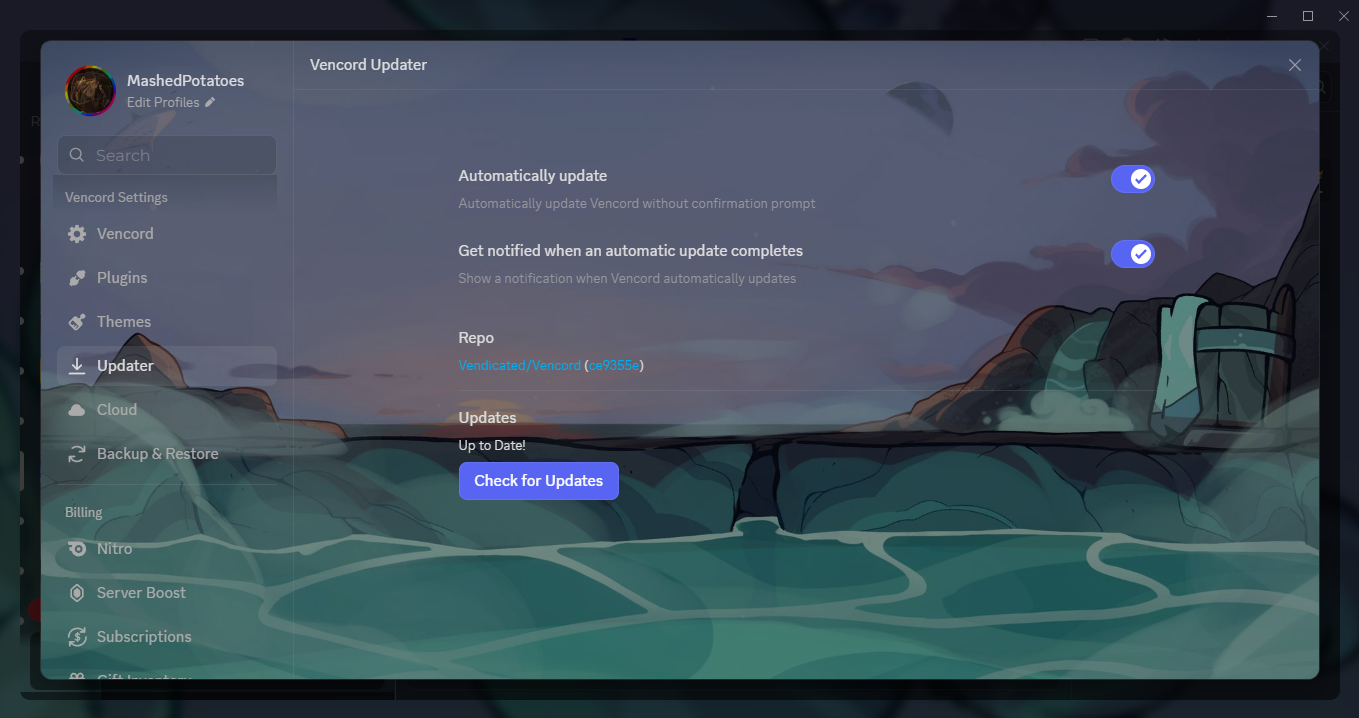 Vencord Updater
MashedPotatoes
Edit Profiles
Search
Vencord Settings
Vencord
Plugins
Themes
Updater
Cloud
Backup & Restore
Billing
Nitro
Server Boost
Subscriptions
Gift Inventory
Automatically update
Automatically update Vencord without confirmation prompt
Get notified when an automatic update completes
Show a notification when Vencord automatically updates
Repo
Vendicated/Vencord (ce9355e)
Updates
Up to Date!
Check for Updates